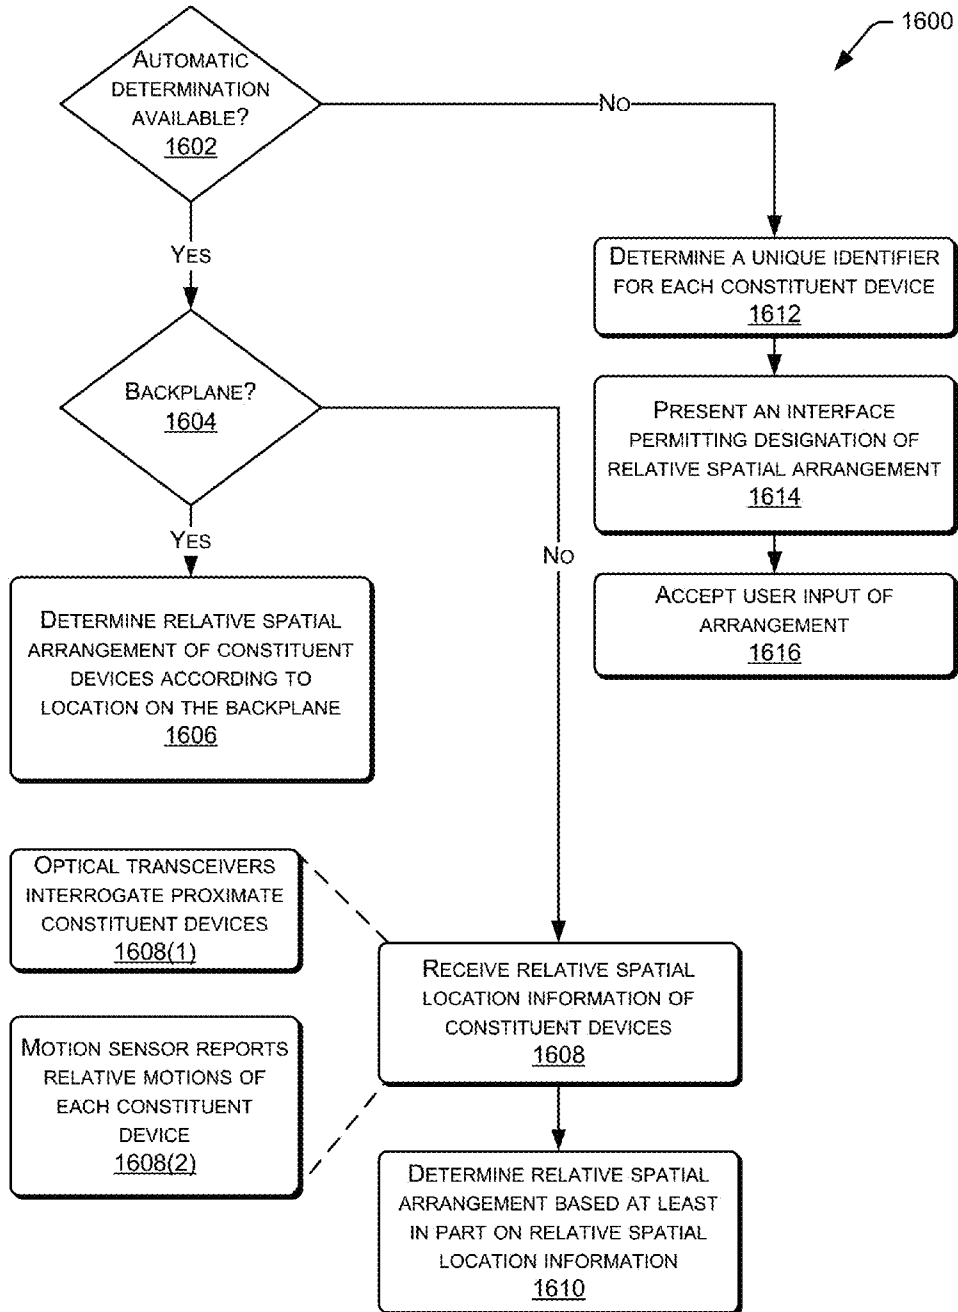 1600
AUTOMATIC
DETERMINATION
AVAILABLE?
1602
NO
YES
DETERMINE A UNIQUE IDENTIFIER
FOR EACH CONSTITUENT DEVICE
1612
BACKPLANE?
1604
PRESENT AN INTERFACE
PERMITTING DESIGNATION OF
RELATIVE SPATIAL ARRANGEMENT
1614
YES
NO
ACCEPT USER INPUT OF
ARRANGEMENT
1616
DETERMINE RELATIVE SPATIAL
ARRANGEMENT OF CONSTITUENT
DEVICES ACCORDING TO
LOCATION ON THE BACKPLANE
1606
OPTICAL TRANSCEIVERS
INTERROGATE PROXIMATE
CONSTITUENT DEVICES
1608(1)
RECEIVE RELATIVE SPATIAL
LOCATION INFORMATION OF
CONSTITUENT DEVICES
1608
MOTION SENSOR REPORTS
RELATIVE MOTIONS OF
EACH CONSTITUENT
DEVICE
1608(2)
DETERMINE RELATIVE SPATIAL
ARRANGEMENT BASED AT LEAST
IN PART ON RELATIVE SPATIAL
LOCATION INFORMATION
1610